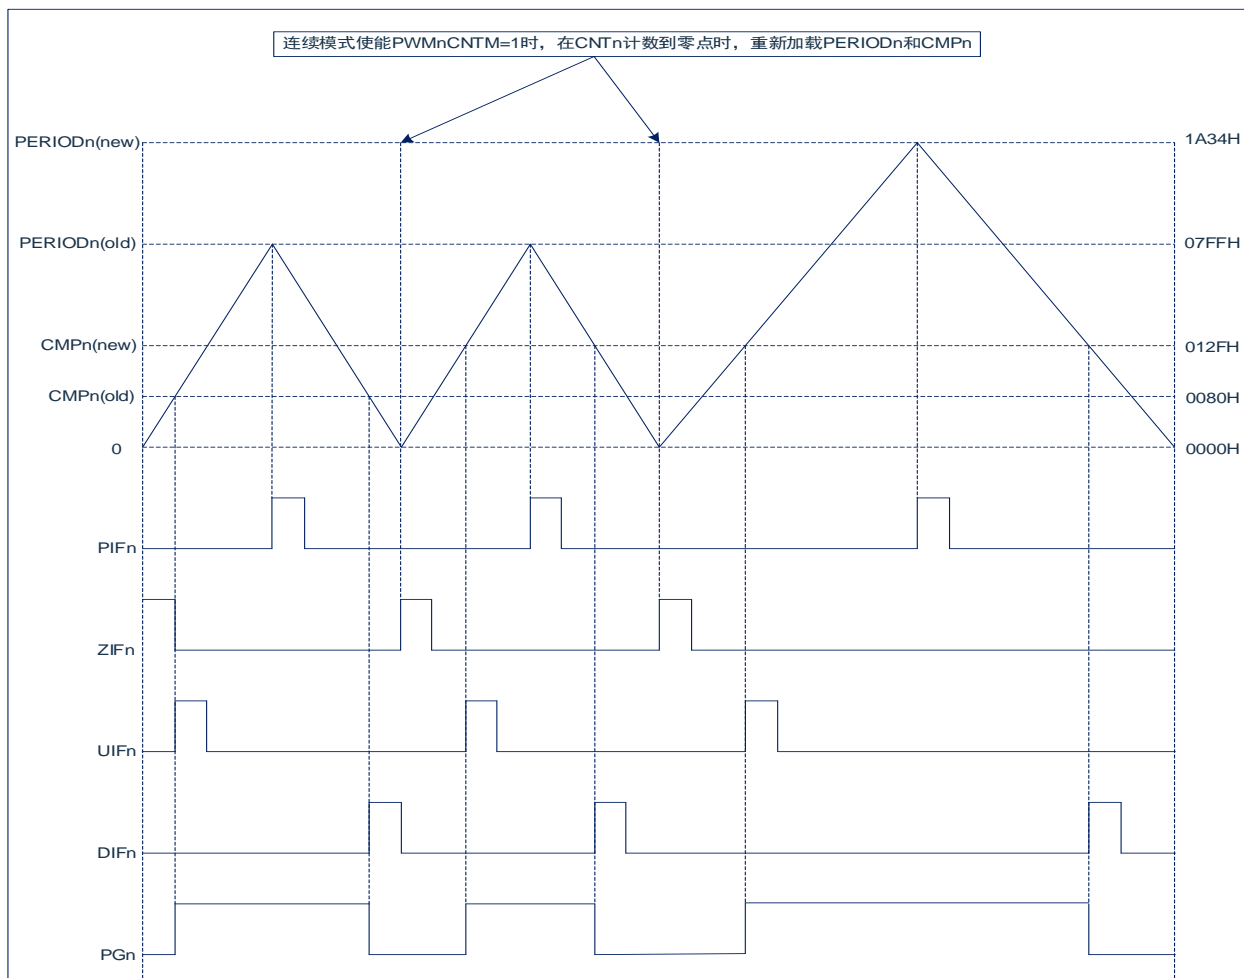 连续模式使能PWMnCNTM=1时，在CNTn计数到零点时，重新加载PERIODn和CMPn
PERIODn(new) 1A34H
PERIODn(old) 07FFH
CMPn(new) 012FH
CMPn(old) 0080H
0 0000H
PIFn
ZIFn
UIFn
DIFn
PGn